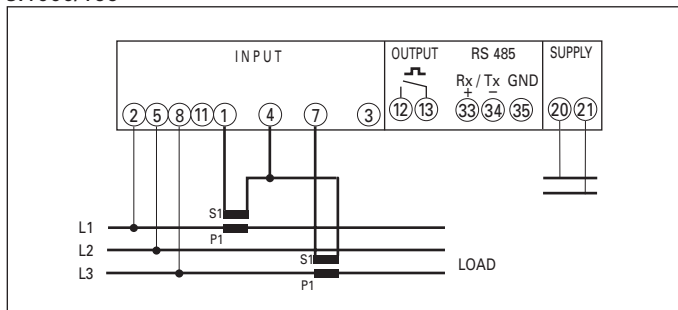 INPUT OUTPUT RS 485 SUPPLY
Rx / Tx GND
+ −
2 5 8 11 1 4 7 3 12 13 33 34 35 20 21
S1
L1
P1
L2
S1
LOAD
L3
P1